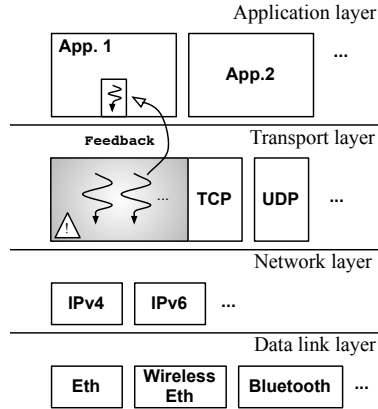 Application layer
App. 1
App.2
...
Feedback
Transport layer
...
TCP
UDP
...
!
Network layer
IPv4
IPv6
...
Data link layer
Eth
Wireless
Eth
Bluetooth
...